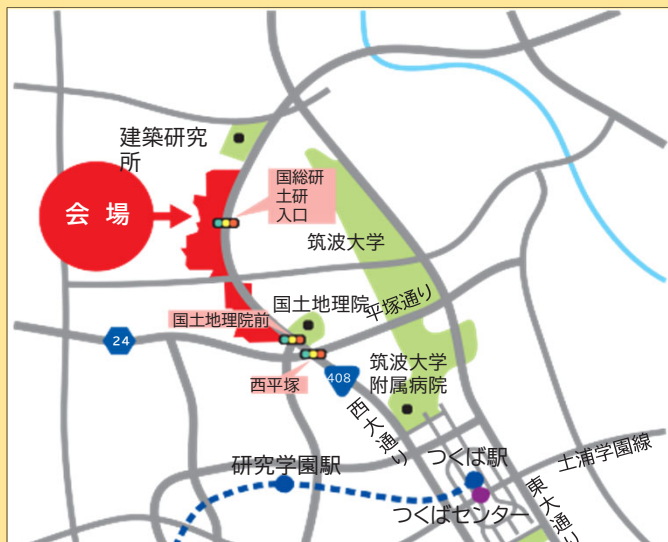 建築研究
所
会 場
国総研
土研
入口
筑波大学
国土地理院
平塚通り
国土地理院前
24
西平塚
408
筑波大学
附属病院
西大通り
研究学園駅
つくば駅
土浦学園線
つくばセンター
東大通り